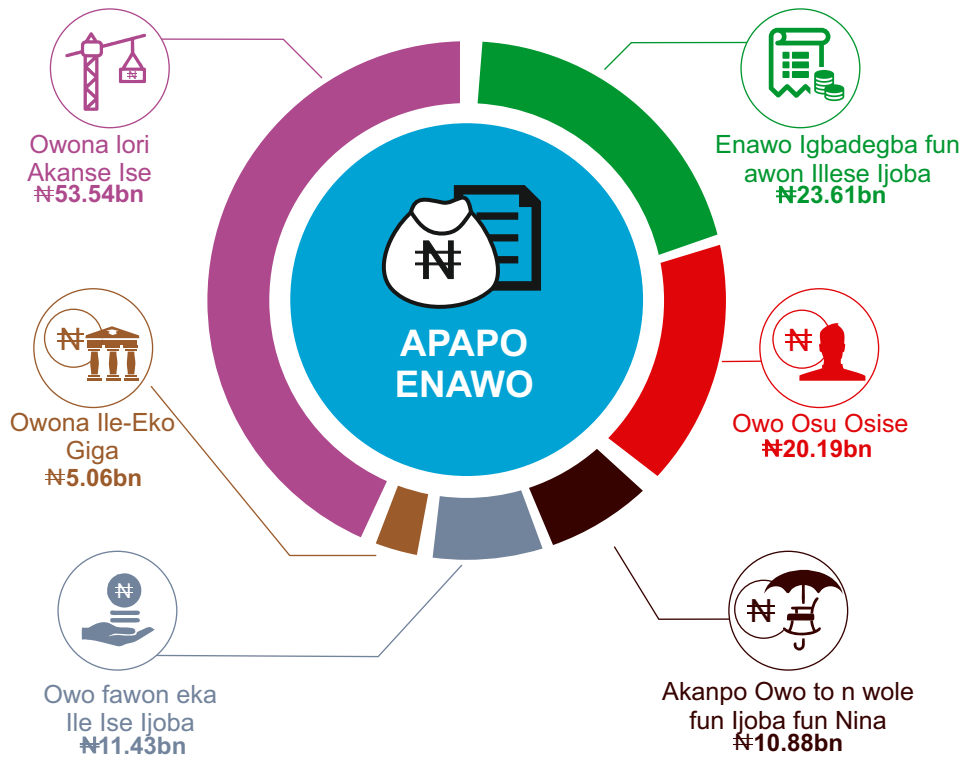 Owona lori
Akanse Ise
₦53.54bn
Enawo Igbadegba fun
awon Illese Ijoba
₦23.61bn
₦
₦
APAPO
ENAWO
₦
Owona Ile-Eko
Giga
₦5.06bn
₦
Owo Osu Osise
₦20.19bn
₦
Owo fawon eka
Ile Ise Ijoba
₦11.43bn
₦
Akanpo Owo to n wole
fun Ijoba fun Nina
₦10.88bn